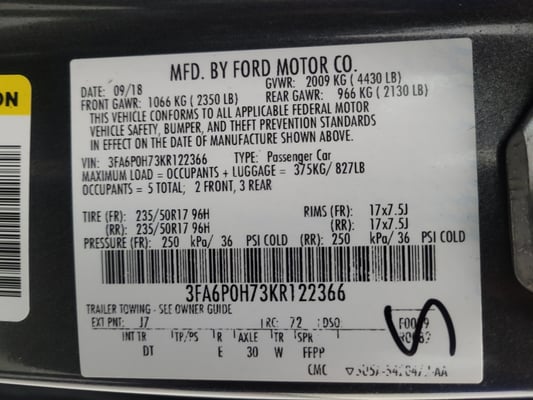 ON
MFD. BY FORD MOTOR CO.
DATE: 09/18 GVWR: 2009 KG ( 4430 LB)
FRONT GAWR: 1066 KG ( 2350 LB) REAR GAWR: 966 KG ( 2130 LB)
THIS VEHICLE CONFORMS TO ALL APPLICABLE FEDERAL MOTOR
VEHICLE SAFETY, BUMPER, AND THEFT PREVENTION STANDARDS
IN EFFECT ON THE DATE OF MANUFACTURE SHOWN ABOVE.
VIN: 3FA6P0H73KR122366 TYPE: Passenger Car
MAXIMUM LOAD = OCCUPANTS + LUGGAGE = 375KG/ 827LB
OCCUPANTS = 5 TOTAL; 2 FRONT, 3 REAR
TIRE (FR): 235/50R17 96H RIMS (FR): 17x7.5J
(RR): 235/50R17 96H (RR): 17x7.5J
PRESSURE (FR): 250 kPa/ 36 PSI COLD (RR): 250 kPa/ 36 PSI COLD
3FA6P0H73KR122366
TRAILER TOWING - SEE OWNER GUIDE
EXT PNT: J7 RC: 72 DSO:
INT TR TP/PS R AXLE TR SPR
DT E 30 W FFPP
CMC